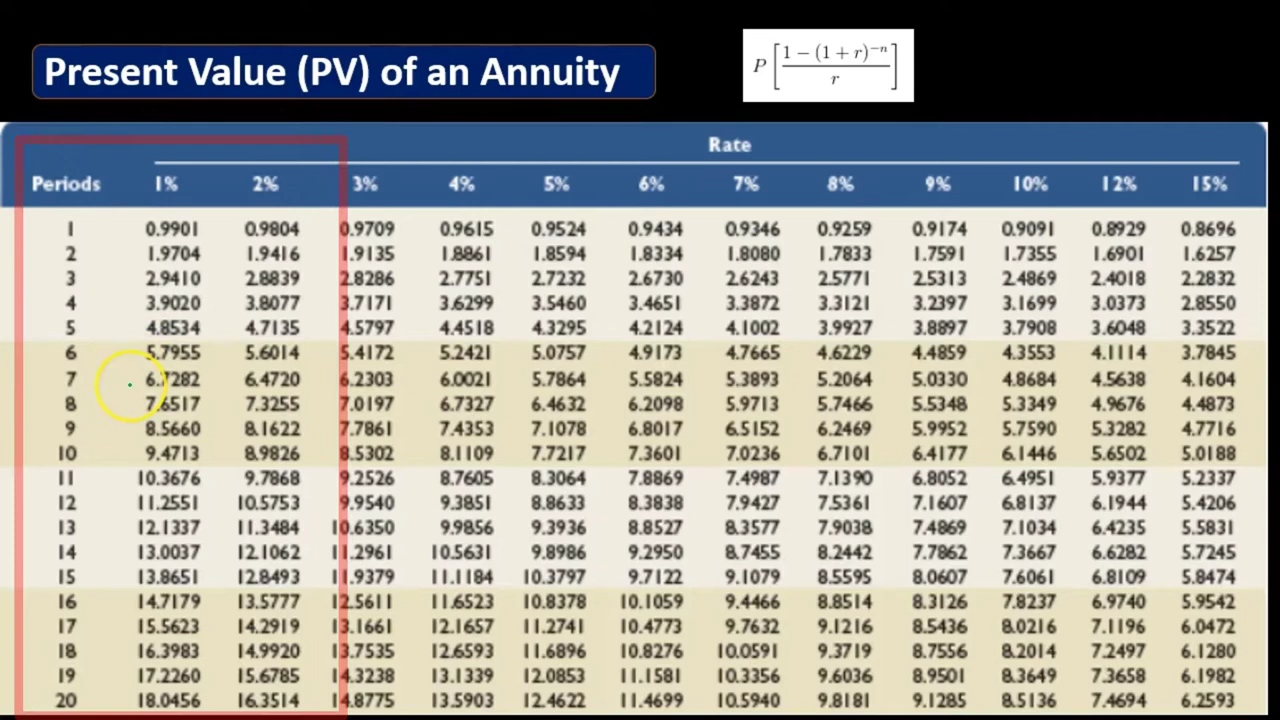 Present Value (PV) of an Annuity
P [ 1 − (1 + r)^−n / r ]
Rate
Periods 1% 2% 3% 4% 5% 6% 7% 8% 9% 10% 12% 15%
1 0.9901 0.9804 0.9709 0.9615 0.9524 0.9434 0.9346 0.9259 0.9174 0.9091 0.8929 0.8696
2 1.9704 1.9416 1.9135 1.8861 1.8594 1.8334 1.8080 1.7833 1.7591 1.7355 1.6901 1.6257
3 2.9410 2.8839 2.8286 2.7751 2.7232 2.6730 2.6243 2.5771 2.5313 2.4869 2.4018 2.2832
4 3.9020 3.8077 3.7171 3.6299 3.5460 3.4651 3.3872 3.3121 3.2397 3.1699 3.0373 2.8550
5 4.8534 4.7135 4.5797 4.4518 4.3295 4.2124 4.1002 3.9927 3.8897 3.7908 3.6048 3.3522
6 5.7955 5.6014 5.4172 5.2421 5.0757 4.9173 4.7665 4.6229 4.4859 4.3553 4.1114 3.7845
7 6.7282 6.4720 6.2303 6.0021 5.7864 5.5824 5.3893 5.2064 5.0330 4.8684 4.5638 4.1604
8 7.6517 7.3255 7.0197 6.7327 6.4632 6.2098 5.9713 5.7466 5.5348 5.3349 4.9676 4.4873
9 8.5660 8.1622 7.7861 7.4353 7.1078 6.8017 6.5152 6.2469 5.9952 5.7590 5.3282 4.7716
10 9.4713 8.9826 8.5302 8.1109 7.7217 7.3601 7.0236 6.7101 6.4177 6.1446 5.6502 5.0188
11 10.3676 9.7868 9.2526 8.7605 8.3064 7.8869 7.4987 7.1390 6.8052 6.4951 5.9377 5.2337
12 11.2551 10.5753 9.9540 9.3851 8.8633 8.3838 7.9427 7.5361 7.1607 6.8137 6.1944 5.4206
13 12.1337 11.3484 10.6350 9.9856 9.3936 8.8527 8.3577 7.9038 7.4869 7.1034 6.4235 5.5831
14 13.0037 12.1062 11.2961 10.5631 9.8986 9.2950 8.7455 8.2442 7.7862 7.3667 6.6282 5.7245
15 13.8651 12.8493 11.9379 11.1184 10.3797 9.7122 9.1079 8.5595 8.0607 7.6061 6.8109 5.8474
16 14.7179 13.5777 12.5611 11.6523 10.8378 10.1059 9.4466 8.8514 8.3126 7.8237 6.9740 5.9542
17 15.5623 14.2919 13.1661 12.1657 11.2741 10.4773 9.7632 9.1216 8.5436 8.0216 7.1196 6.0472
18 16.3983 14.9920 13.7535 12.6593 11.6896 10.8276 10.0591 9.3719 8.7556 8.2014 7.2497 6.1280
19 17.2260 15.6785 14.3238 13.1339 12.0853 11.1581 10.3356 9.6036 8.9501 8.3649 7.3658 6.1982
20 18.0456 16.3514 14.8775 13.5903 12.4622 11.4699 10.5940 9.8181 9.1285 8.5136 7.4694 6.2593